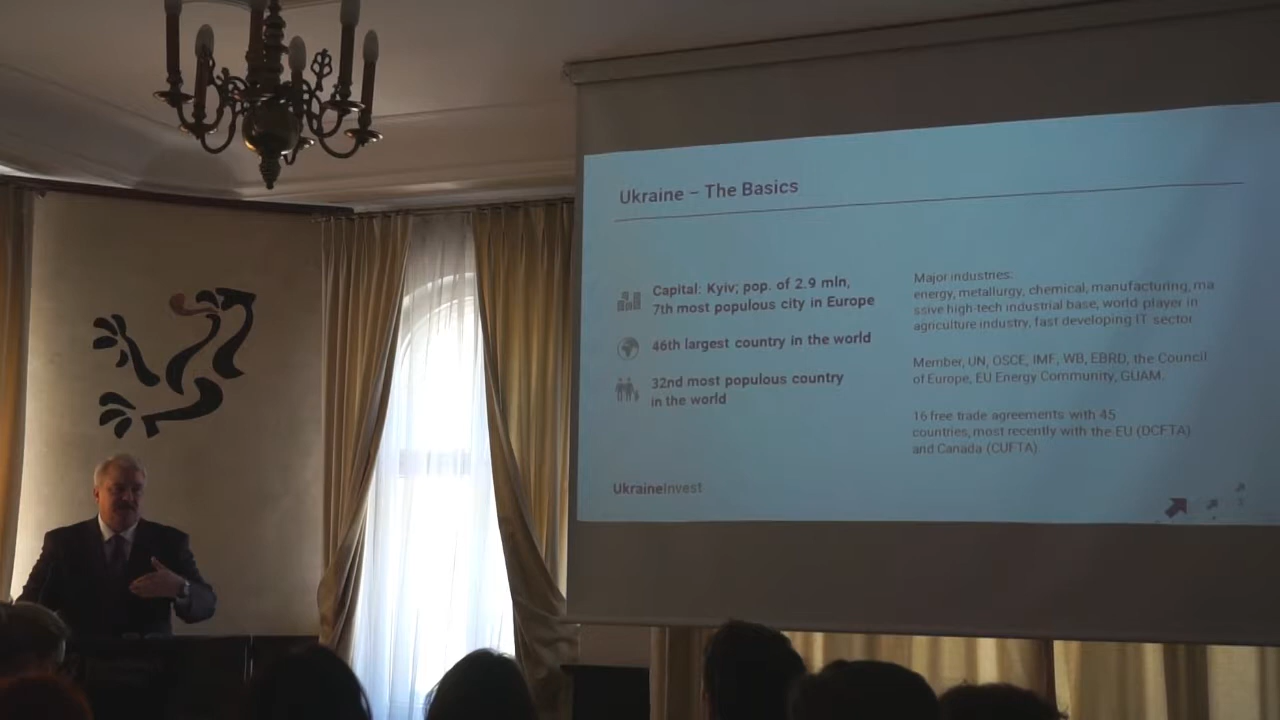 Ukraine – The Basics
Capital: Kyiv; pop. of 2.9 mln,
7th most populous city in Europe
46th largest country in the world
32nd most populous country
in the world
Major industries:
energy, metallurgy, chemical, manufacturing, ma
ssive high-tech industrial base, world player in
agriculture industry, fast developing IT sector
Member, UN, OSCE, IMF, WB, EBRD, the Council
of Europe, EU Energy Community, GUAM.
16 free trade agreements with 45
countries, most recently with the EU (DCFTA)
and Canada (CUFTA)
UkraineInvest